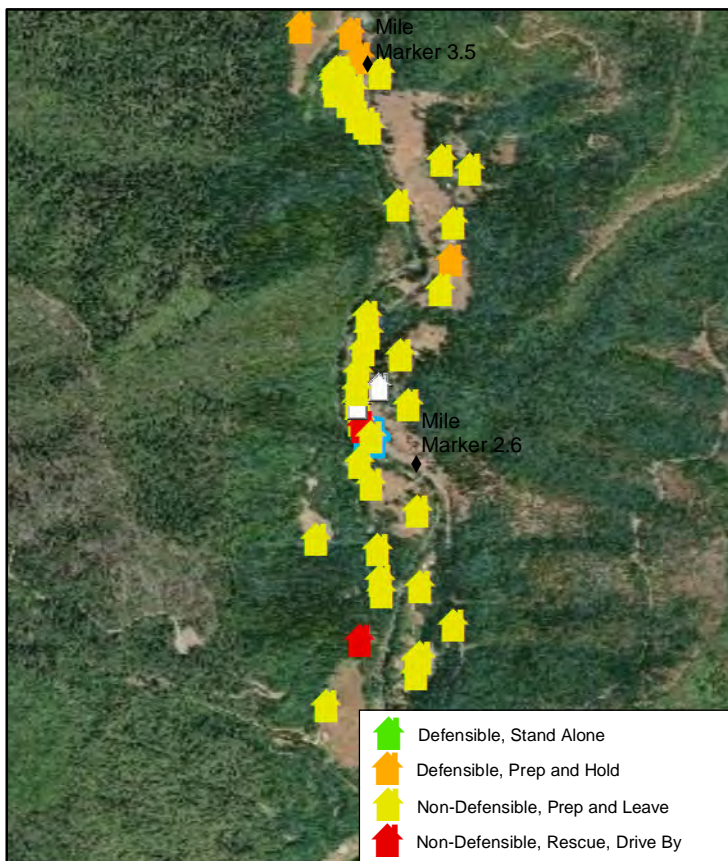 Mile
Marker 3.5
Mile
Marker 2.6
Defensible, Stand Alone
Defensible, Prep and Hold
Non-Defensible, Prep and Leave
Non-Defensible, Rescue, Drive By